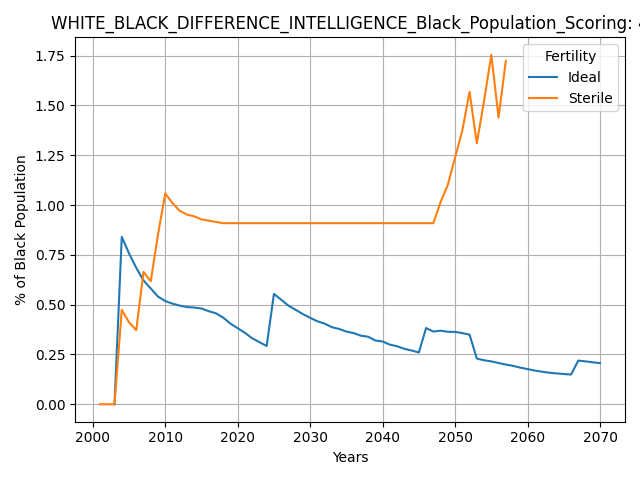 WHITE_BLACK_DIFFERENCE_INTELLIGENCE_Black_Population_Scoring:
Fertility
Ideal
Sterile
1.75
1.50
1.25
1.00
0.75
0.50
0.25
0.00
% of Black Population
2000 2010 2020 2030 2040 2050 2060 2070
Years